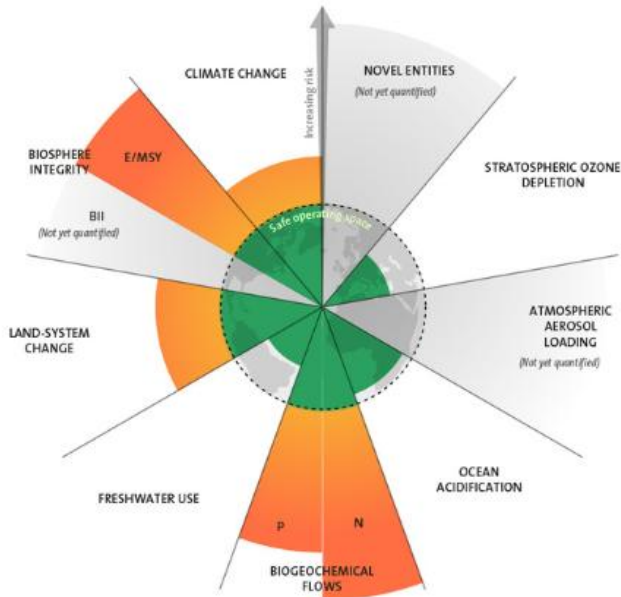 CLIMATE CHANGE
Increasing risk
NOVEL ENTITIES
(Not yet quantified)
STRATOSPHERIC OZONE
DEPLETION
BIOSPHERE
INTEGRITY
E/MSY
BII
(Not yet quantified)
Safe operating space
LAND-SYSTEM
CHANGE
ATMOSPHERIC
AEROSOL
LOADING
(Not yet quantified)
FRESHWATER USE
OCEAN
ACIDIFICATION
P
N
BIOGEOCHEMICAL
FLOWS